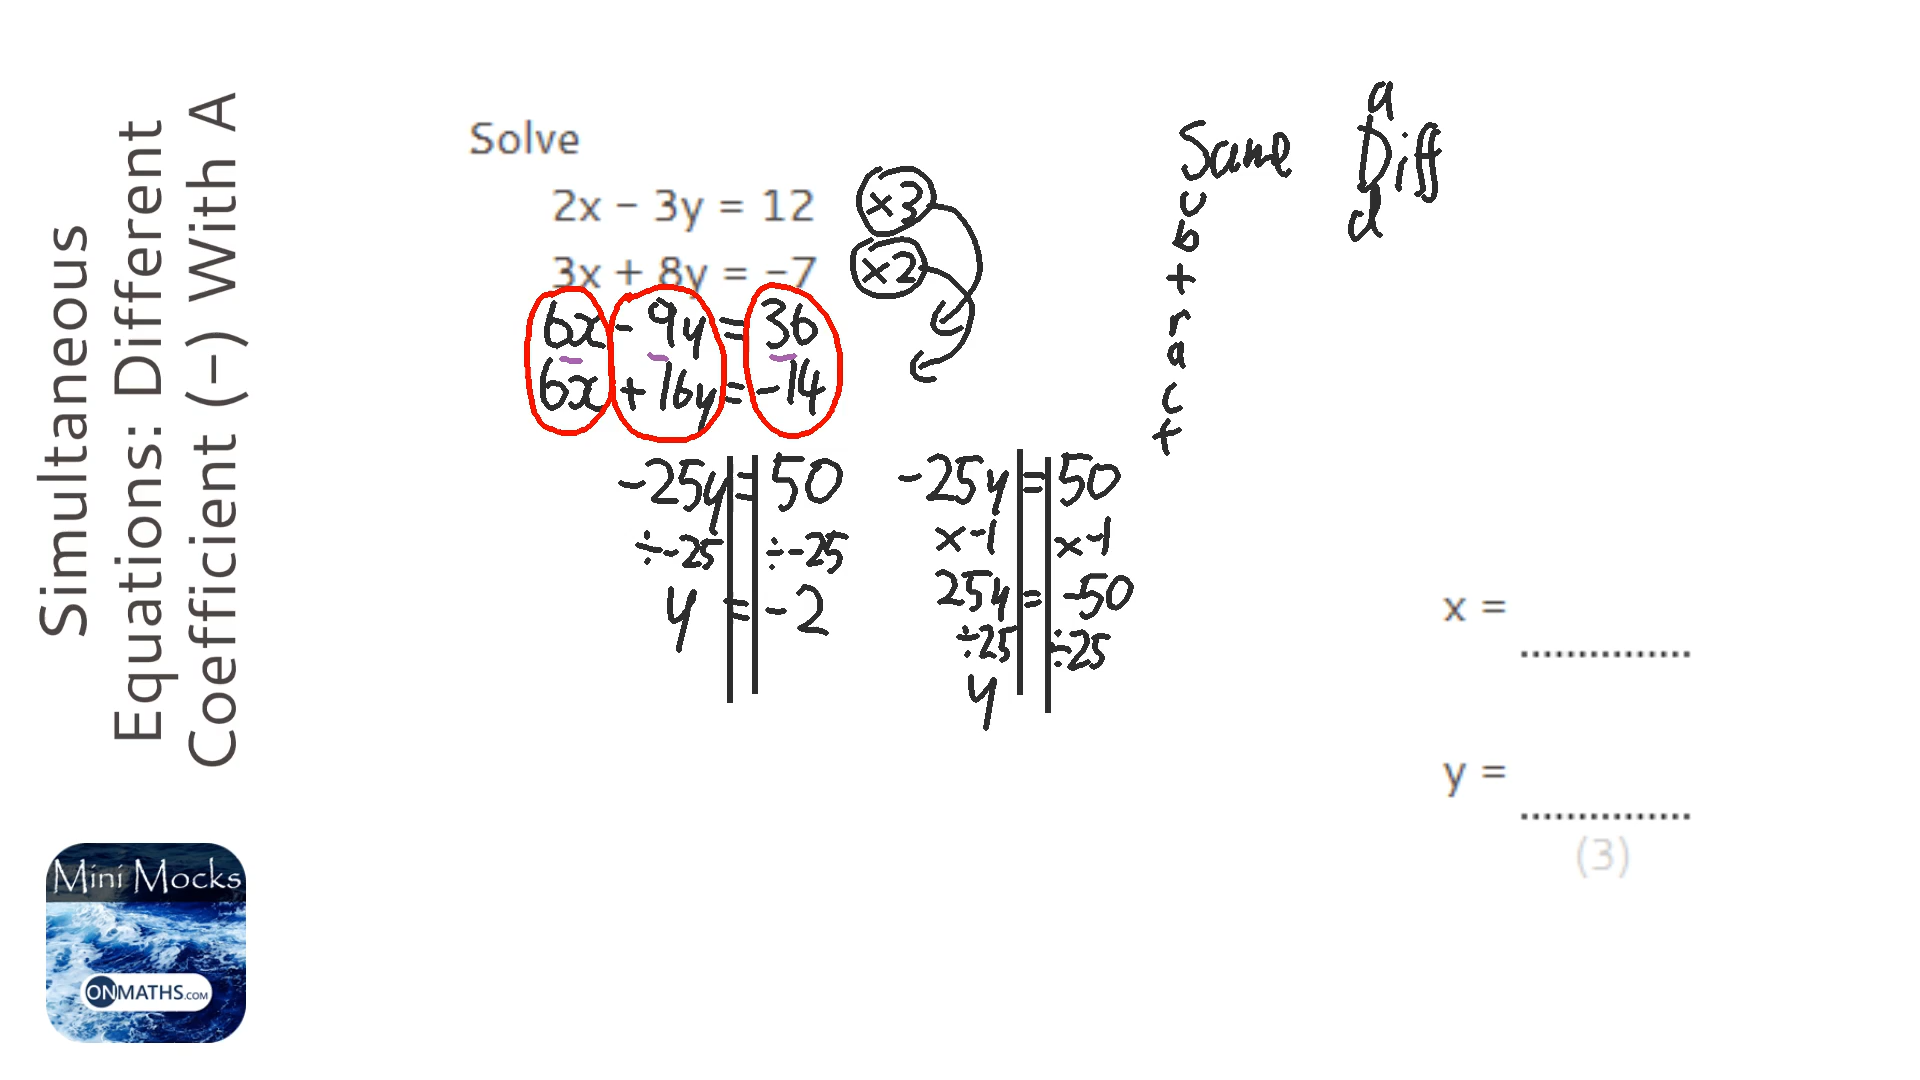 Simultaneous
Equations: Different
Coefficient (−) With A
Solve
2x − 3y = 12
3x + 8y = −7
×3
×2
6x - 9y = 36
6x + 16y = -14
-25y = 50
÷-25 ÷-25
y = -2
-25y = 50
×-1 ×-1
25y = -50
÷25 ÷25
y
Same
u
b
t
r
a
c
t
a
Diff
d
x =
y =
(3)
Mini Mocks
ONMATHS.COM